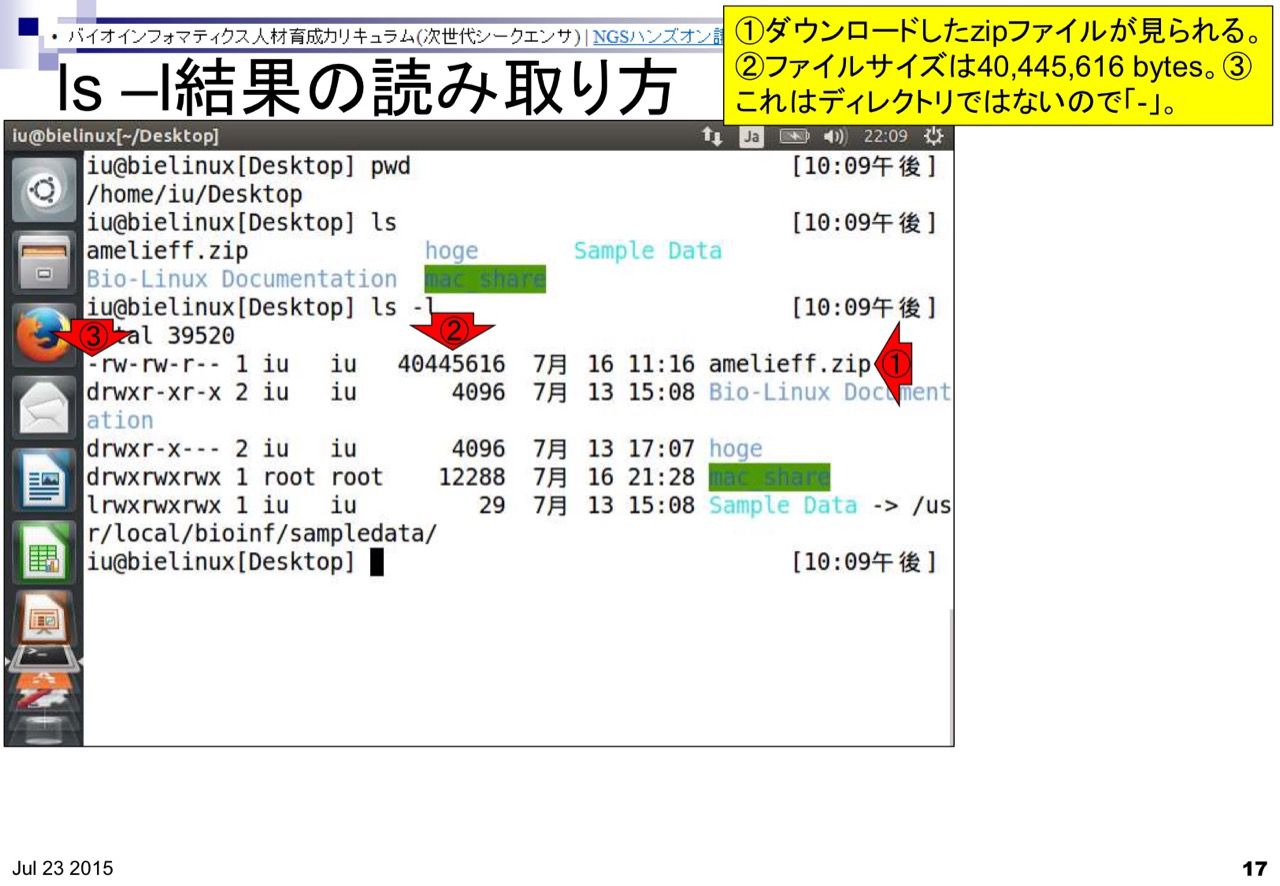 ・バイオインフォマティクス人材育成カリキュラム(次世代シークエンサ) | NGSハンズオン
ls –l結果の読み取り方
①ダウンロードしたzipファイルが見られる。
②ファイルサイズは40,445,616 bytes。③
これはディレクトリではないので「-」。
iu@bielinux[~/Desktop] Ja 22:09
iu@bielinux[Desktop] pwd [10:09午後]
/home/iu/Desktop
iu@bielinux[Desktop] ls [10:09午後]
amelieff.zip hoge Sample Data
Bio-Linux Documentation mac share
iu@bielinux[Desktop] ls -l [10:09午後]
tal 39520
③ ② ①
-rw-rw-r-- 1 iu iu 40445616 7月 16 11:16 amelieff.zip
drwxr-xr-x 2 iu iu 4096 7月 13 15:08 Bio-Linux Document
ation
drwxr-x--- 2 iu iu 4096 7月 13 17:07 hoge
drwxrwxrwx 1 root root 12288 7月 16 21:28 mac share
lrwxrwxrwx 1 iu iu 29 7月 13 15:08 Sample Data -> /us
r/local/bioinf/sampledata/
iu@bielinux[Desktop] [10:09午後]
Jul 23 2015
17